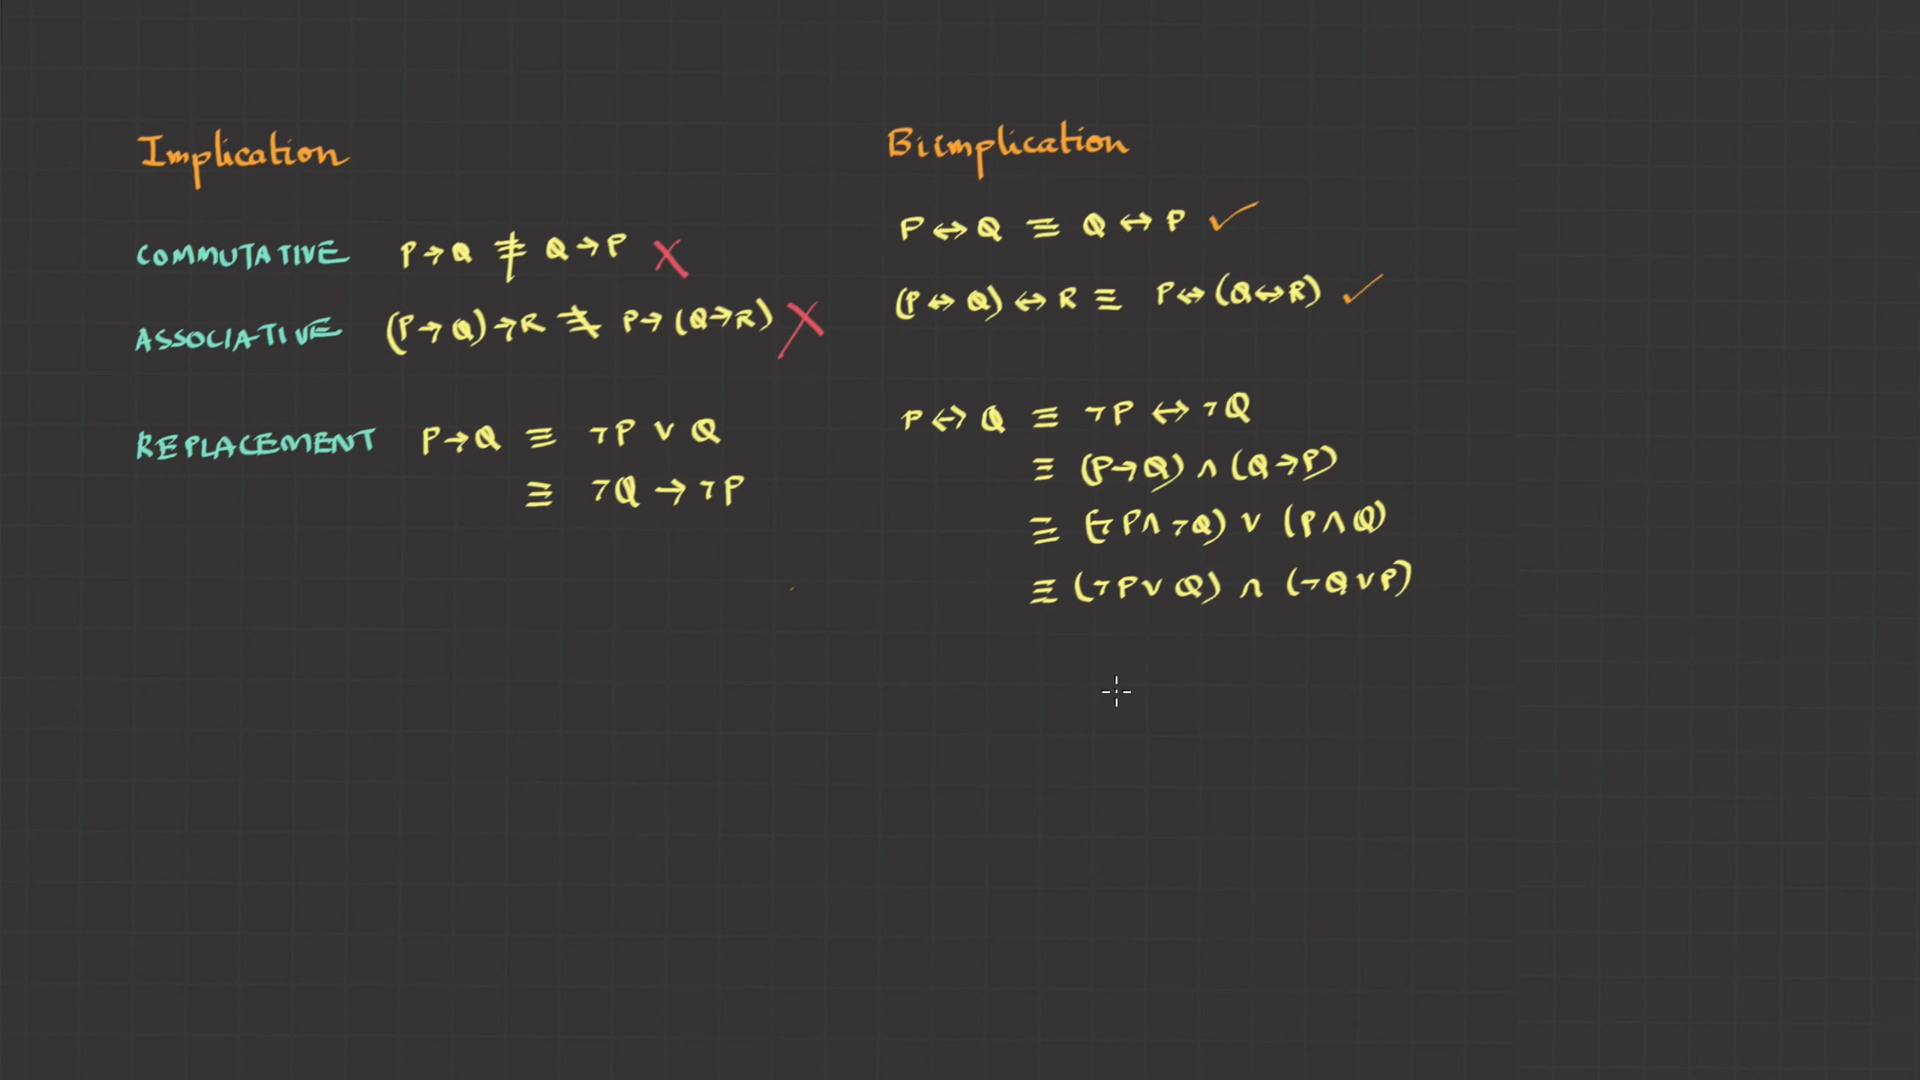 Implication
COMMUTATIVE P→Q ≢ Q→P ✗
ASSOCIATIVE (P→Q)→R ≢ P→(Q→R) ✗
REPLACEMENT P→Q ≡ ¬P ∨ Q
≡ ¬Q → ¬P
Biimplication
P↔Q ≡ Q↔P ✓
(P↔Q)↔R ≡ P↔(Q↔R) ✓
P↔Q ≡ ¬P ↔ ¬Q
≡ (P→Q) ∧ (Q→P)
≡ (¬P∧¬Q) ∨ (P∧Q)
≡ (¬P∨Q) ∧ (¬Q∨P)